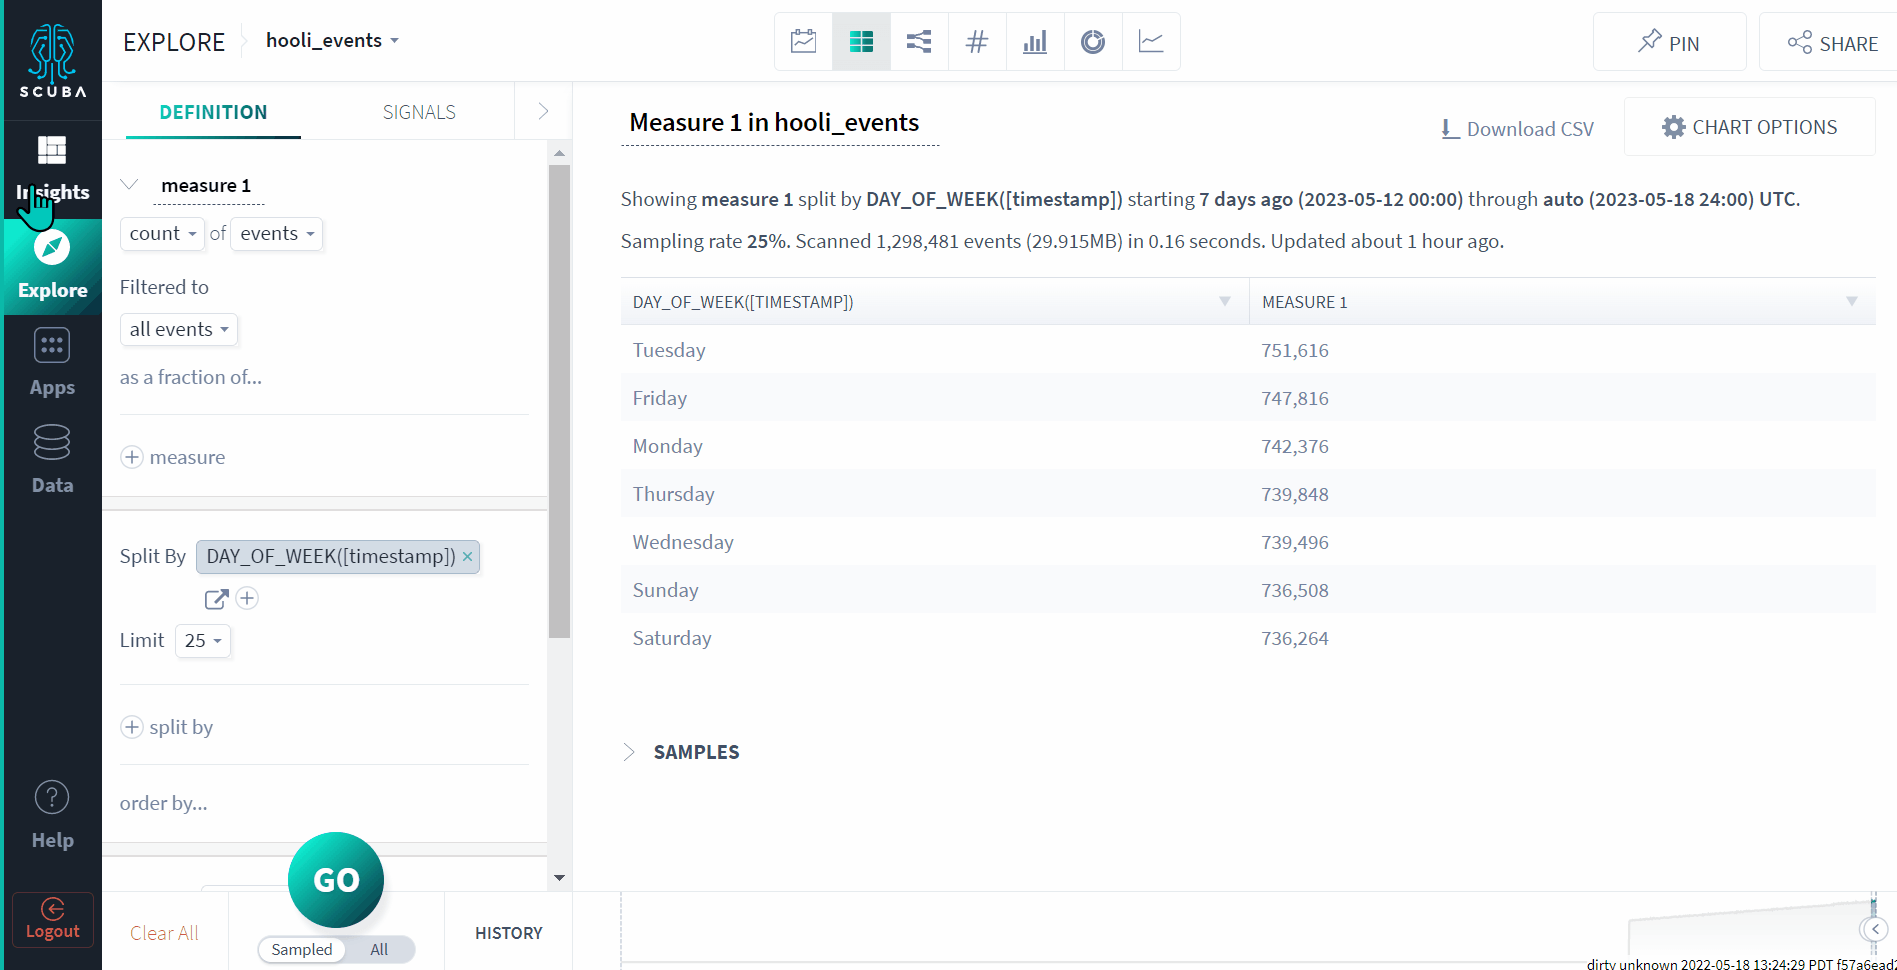 SCUBA
Insights
Explore
Apps
Data
Help
Logout
EXPLORE hooli_events
PIN
SHARE
DEFINITION SIGNALS
measure 1
count of events
Filtered to
all events
as a fraction of...
measure
Split By DAY_OF_WEEK([timestamp]) ×
Limit 25
split by
order by...
GO
Clear All
Sampled All
HISTORY
Measure 1 in hooli_events
Download CSV
CHART OPTIONS
Showing measure 1 split by DAY_OF_WEEK([timestamp]) starting 7 days ago (2023-05-12 00:00) through auto (2023-05-18 24:00) UTC.
Sampling rate 25%. Scanned 1,298,481 events (29.915MB) in 0.16 seconds. Updated about 1 hour ago.
DAY_OF_WEEK([TIMESTAMP]) MEASURE 1
Tuesday 751,616
Friday 747,816
Monday 742,376
Thursday 739,848
Wednesday 739,496
Sunday 736,508
Saturday 736,264
SAMPLES
dirty unknown 2022-05-18 13:24:29 PDT f57a6ead2